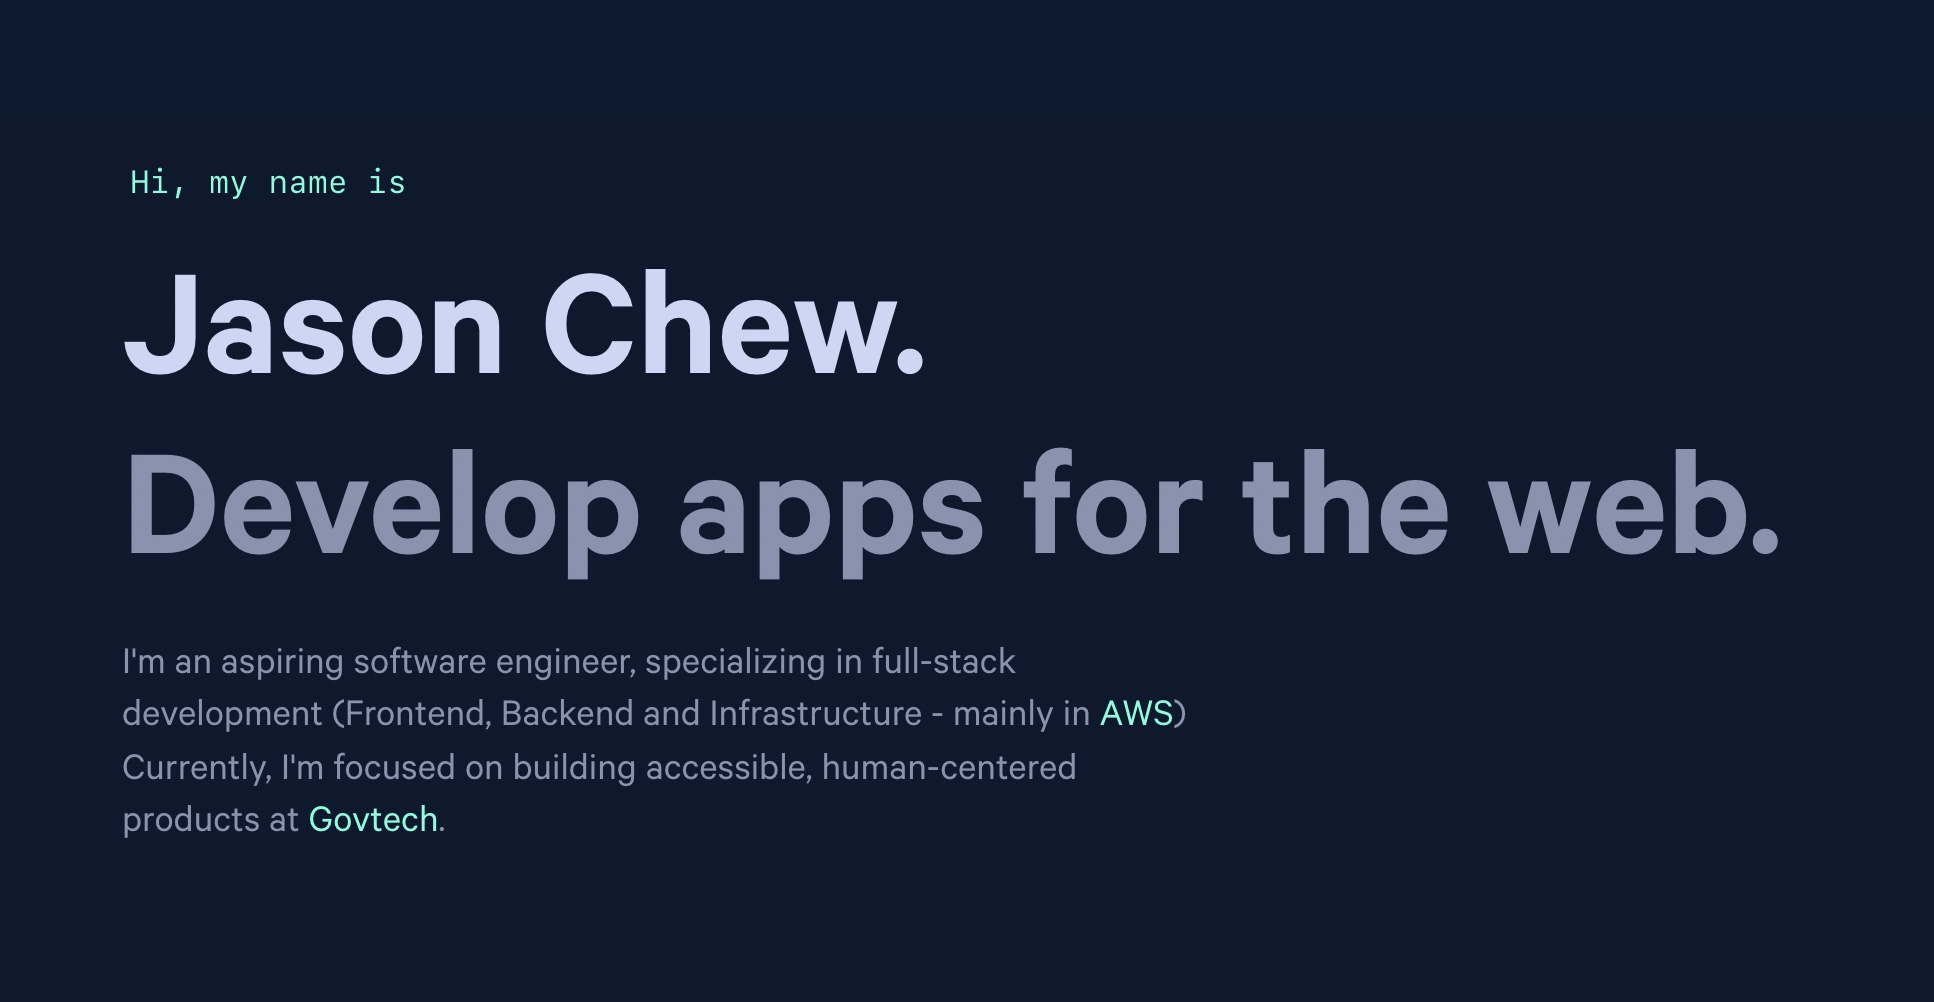 Hi, my name is
Jason Chew.
Develop apps for the web.
I'm an aspiring software engineer, specializing in full-stack
development (Frontend, Backend and Infrastructure - mainly in AWS)
Currently, I'm focused on building accessible, human-centered
products at Govtech.